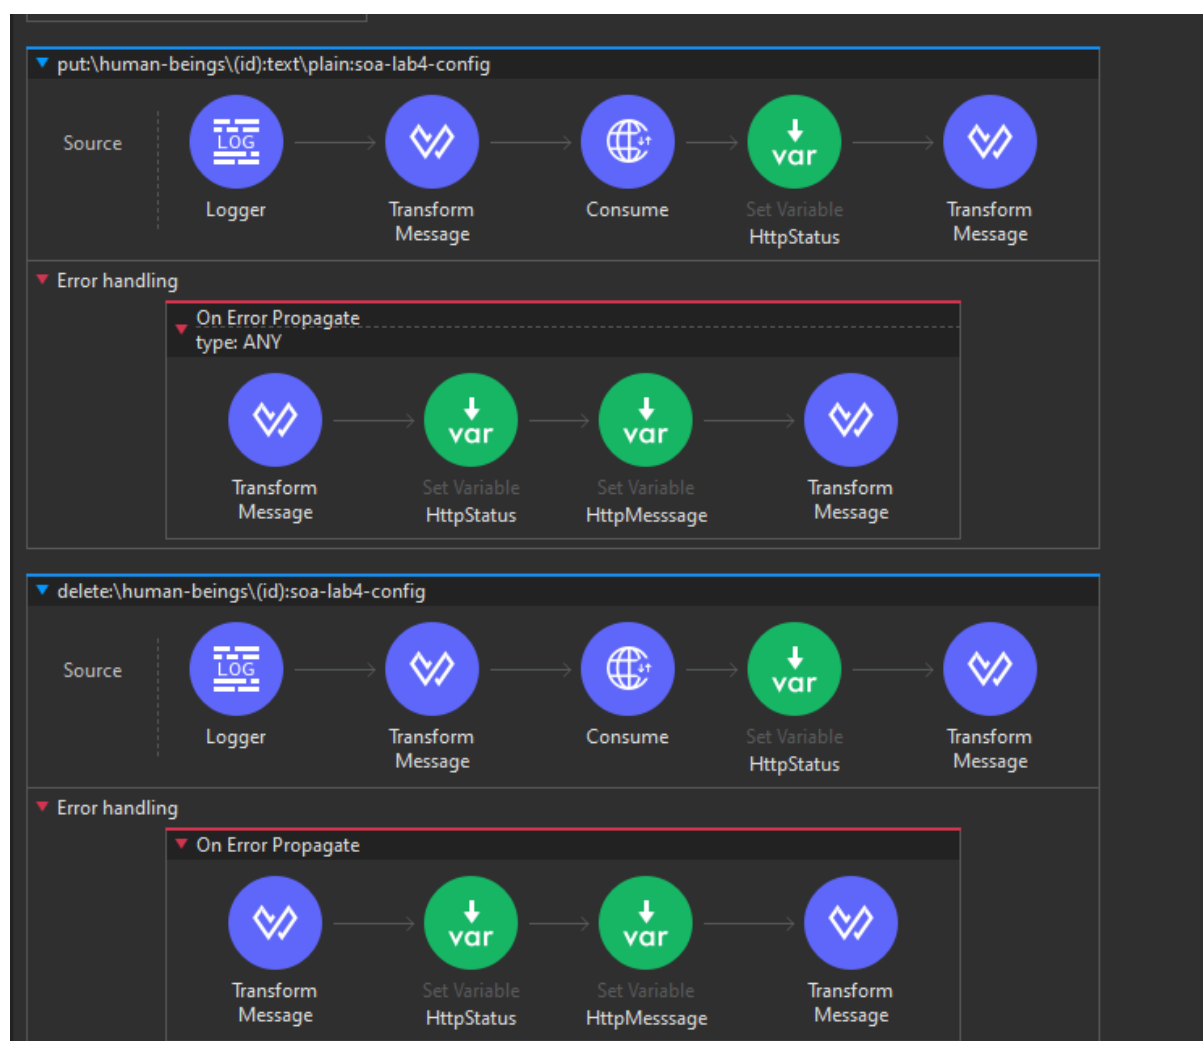 put:\human-beings\(id):text\plain:soa-lab4-config
Source
LOG
var
Logger
Transform
Message
Consume
Set Variable
HttpStatus
Transform
Message
Error handling
On Error Propagate
type: ANY
var
var
Transform
Message
Set Variable
HttpStatus
Set Variable
HttpMesssage
Transform
Message
delete:\human-beings\(id):soa-lab4-config
Source
LOG
var
Logger
Transform
Message
Consume
Set Variable
HttpStatus
Transform
Message
Error handling
On Error Propagate
var
var
Transform
Message
Set Variable
HttpStatus
Set Variable
HttpMesssage
Transform
Message